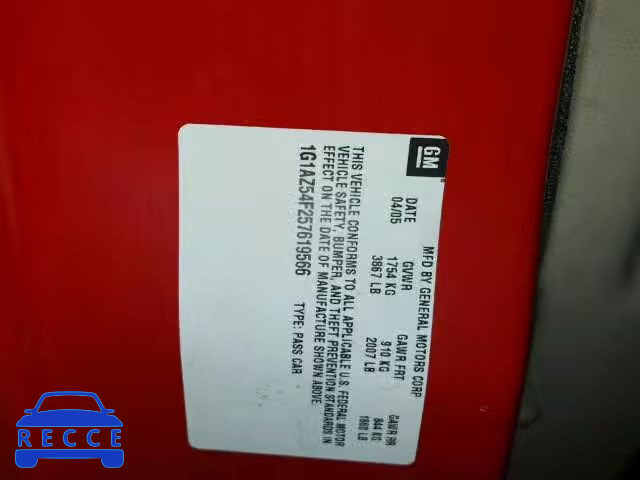 GM
MFD BY GENERAL MOTORS CORP
DATE GVWR GAWR FRT GAWR RR
04/05 1754 KG 910 KG 844 KG
3867 LB 2007 LB 1860 LB
THIS VEHICLE CONFORMS TO ALL APPLICABLE U.S. FEDERAL MOTOR
VEHICLE SAFETY, BUMPER, AND THEFT PREVENTION STANDARDS IN
EFFECT ON THE DATE OF MANUFACTURE SHOWN ABOVE.
1G1AZ54F257619566 TYPE: PASS CAR
RECCE